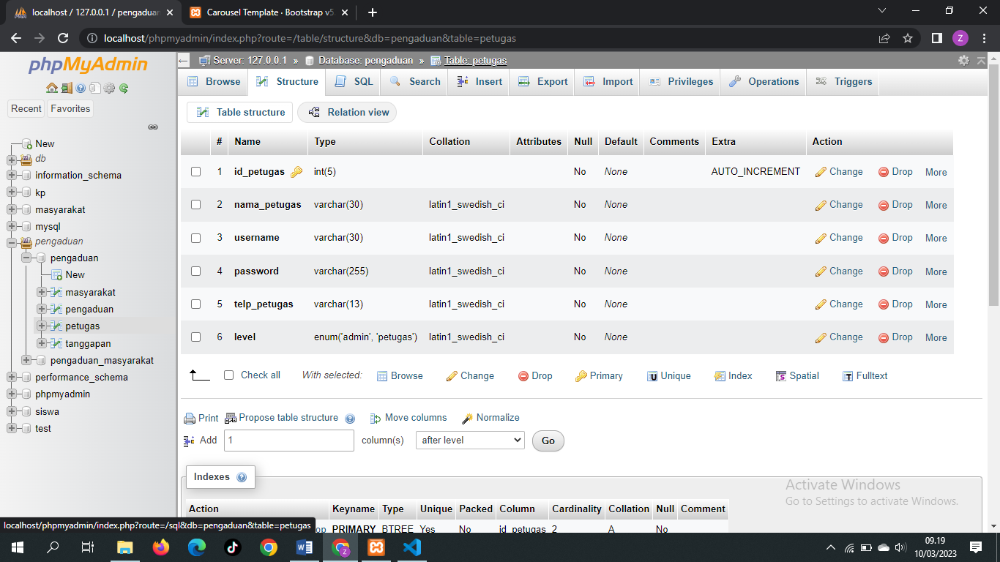 localhost / 127.0.0.1 / pengaduan
Carousel Template · Bootstrap v5.
localhost/phpmyadmin/index.php?route=/table/structure&db=pengaduan&table=petugas
Z
phpMyAdmin
Recent Favorites
New
db
information_schema
kp
masyarakat
mysql
pengaduan
pengaduan
New
masyarakat
pengaduan
petugas
tanggapan
pengaduan_masyarakat
performance_schema
phpmyadmin
siswa
test
Server: 127.0.0.1 » Database: pengaduan » Table: petugas
Browse Structure SQL Search Insert Export Import Privileges Operations Triggers
Table structure Relation view
# Name Type Collation Attributes Null Default Comments Extra Action
1 id_petugas int(5) No None AUTO_INCREMENT Change Drop More
2 nama_petugas varchar(30) latin1_swedish_ci No None Change Drop More
3 username varchar(30) latin1_swedish_ci No None Change Drop More
4 password varchar(255) latin1_swedish_ci No None Change Drop More
5 telp_petugas varchar(13) latin1_swedish_ci No None Change Drop More
6 level enum('admin', 'petugas') latin1_swedish_ci No None Change Drop More
Check all With selected: Browse Change Drop Primary Unique Index Spatial Fulltext
Print Propose table structure Move columns Normalize
Add 1 column(s) after level Go
Indexes
Action Keyname Type Unique Packed Column Cardinality Collation Null Comment
PRIMARY BTREE Yes No id_petugas 2 A No
Activate Windows
Go to Settings to activate Windows.
localhost/phpmyadmin/index.php?route=/sql&db=pengaduan&table=petugas
09.19
10/03/2023